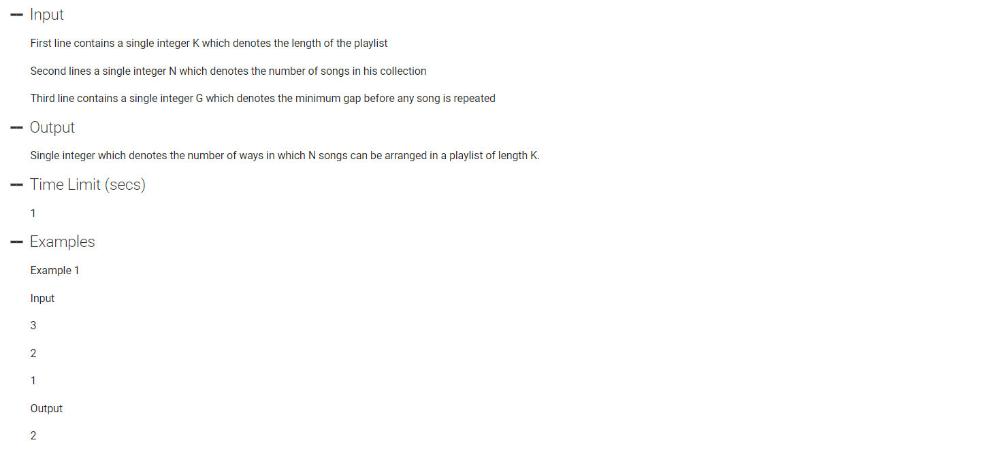 Input
First line contains a single integer K which denotes the length of the playlist
Second lines a single integer N which denotes the number of songs in his collection
Third line contains a single integer G which denotes the minimum gap before any song is repeated
Output
Single integer which denotes the number of ways in which N songs can be arranged in a playlist of length K.
Time Limit (secs)
1
Examples
Example 1
Input
3
2
1
Output
2